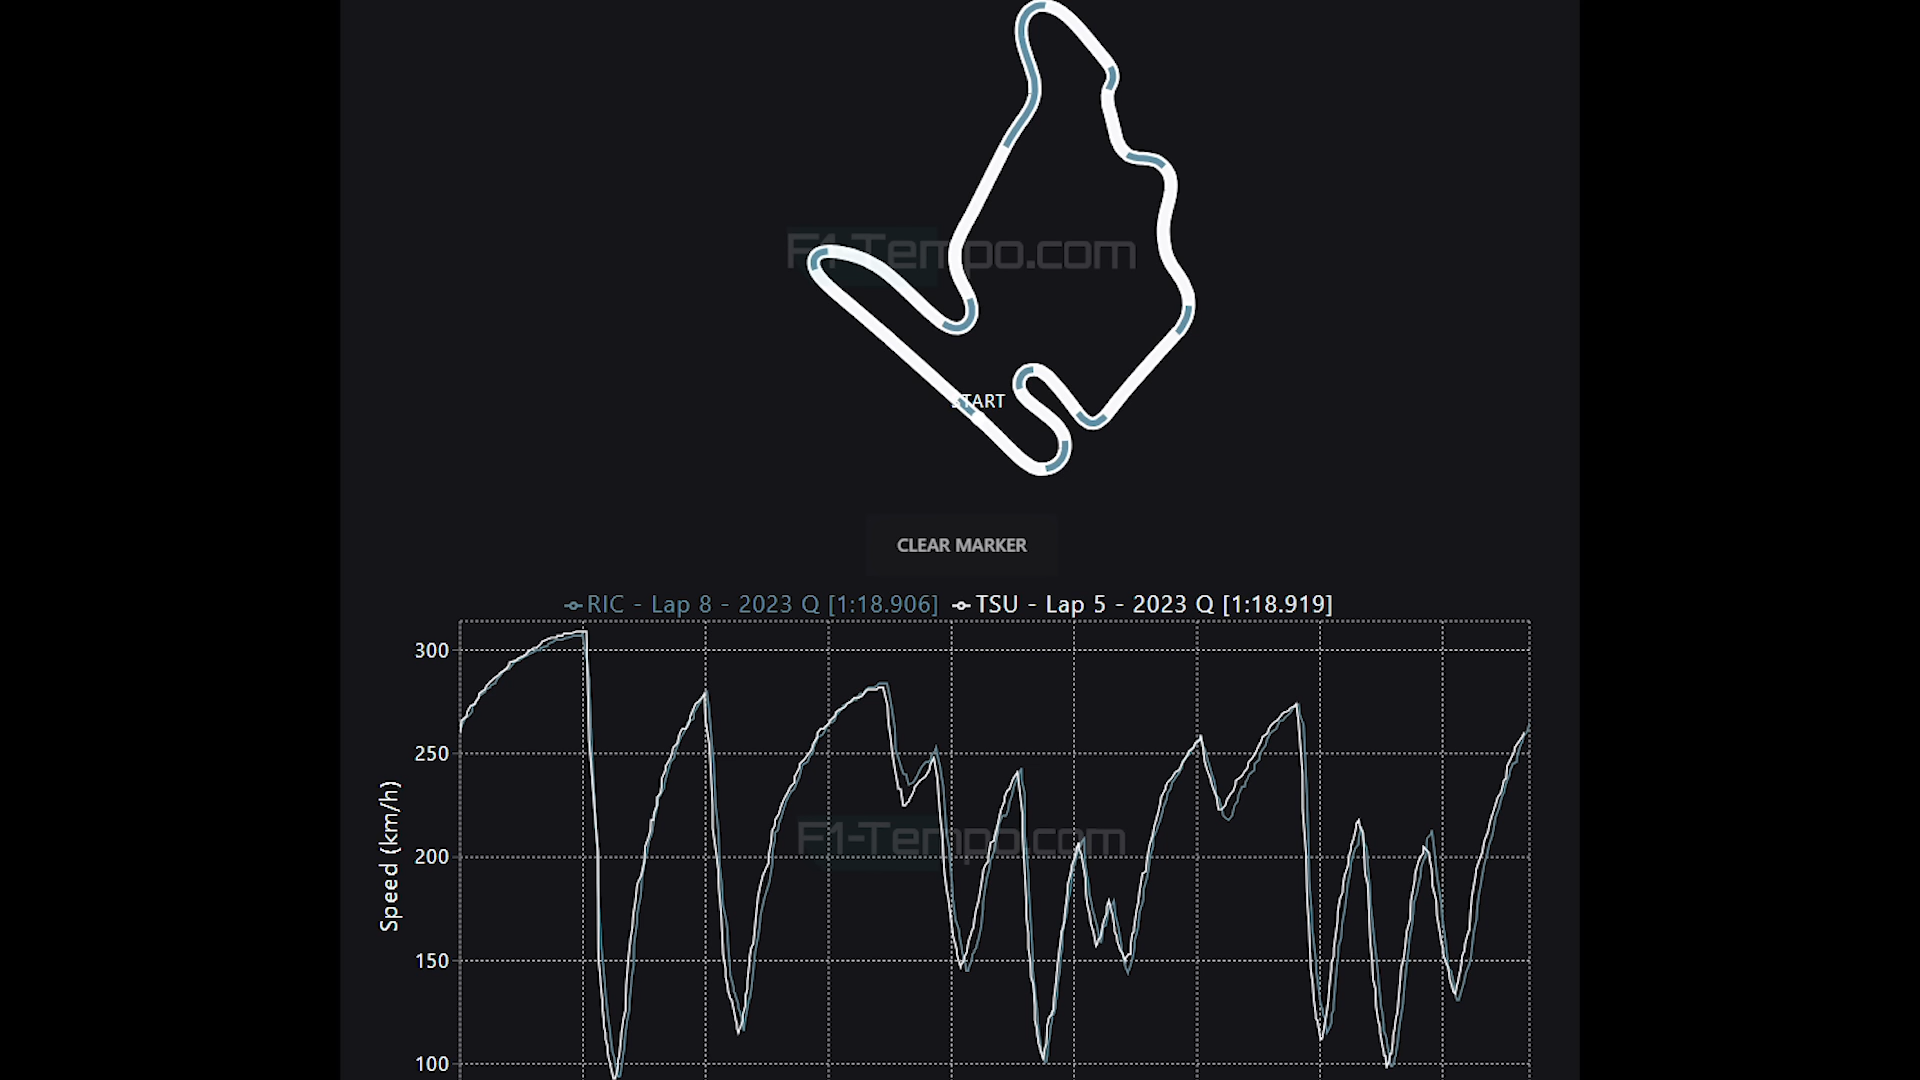 F1-Tempo.com
START
CLEAR MARKER
RIC - Lap 8 - 2023 Q [1:18.906] TSU - Lap 5 - 2023 Q [1:18.919]
300
250
F1-Tempo.com
200
Speed (km/h)
150
100